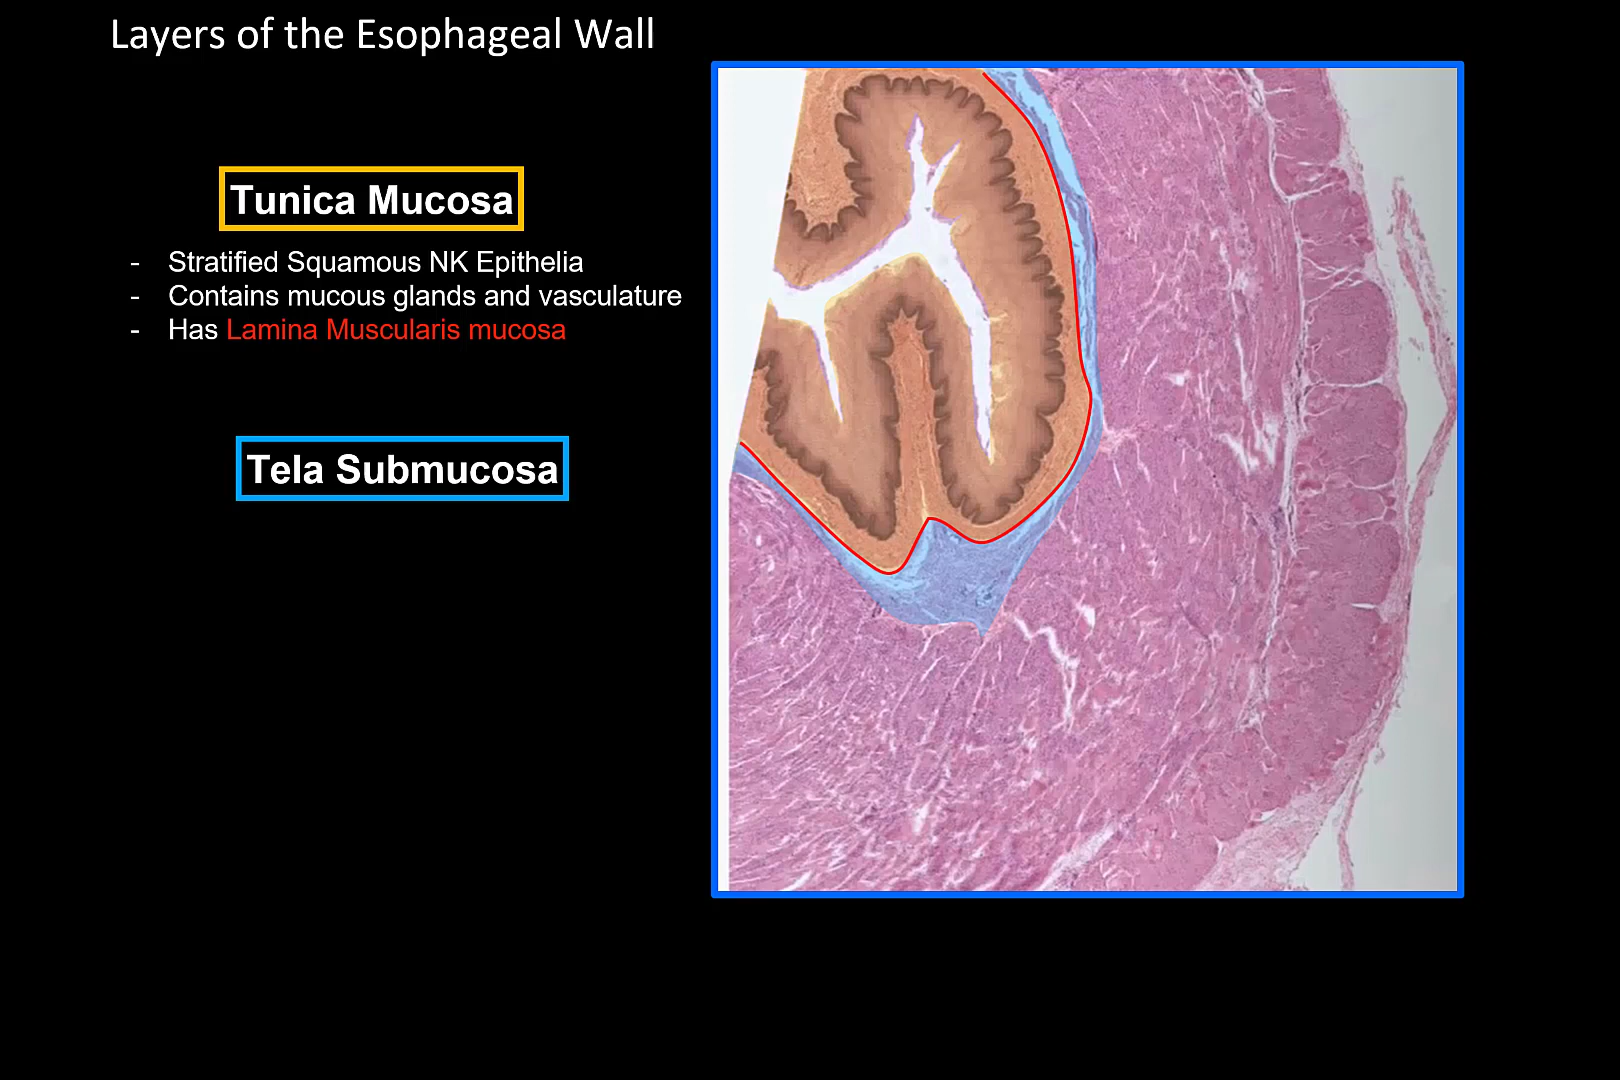 Layers of the Esophageal Wall
Tunica Mucosa
- Stratified Squamous NK Epithelia
- Contains mucous glands and vasculature
- Has Lamina Muscularis mucosa
Tela Submucosa